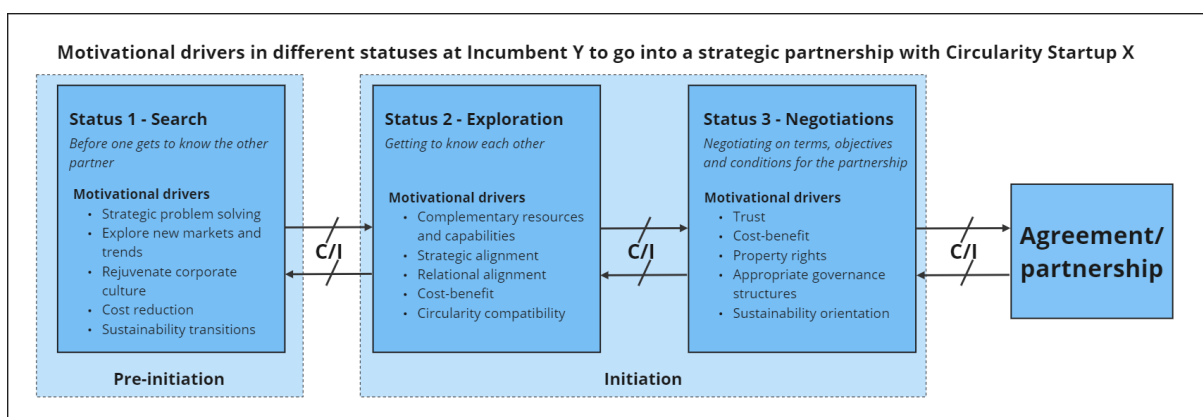 Motivational drivers in different statuses at Incumbent Y to go into a strategic partnership with Circularity Startup X
Status 1 - Search
Before one gets to know the other
partner
Motivational drivers
• Strategic problem solving
• Explore new markets and
trends
• Rejuvenate corporate
culture
• Cost reduction
• Sustainability transitions
Pre-initiation
C/I
Status 2 - Exploration
Getting to know each other
Motivational drivers
• Complementary resources
and capabilities
• Strategic alignment
• Relational alignment
• Cost-benefit
• Circularity compatibility
C/I
Status 3 - Negotiations
Negotiating on terms, objectives
and conditions for the partnership
Motivational drivers
• Trust
• Cost-benefit
• Property rights
• Appropriate governance
structures
• Sustainability orientation
Initiation
C/I
Agreement/
partnership